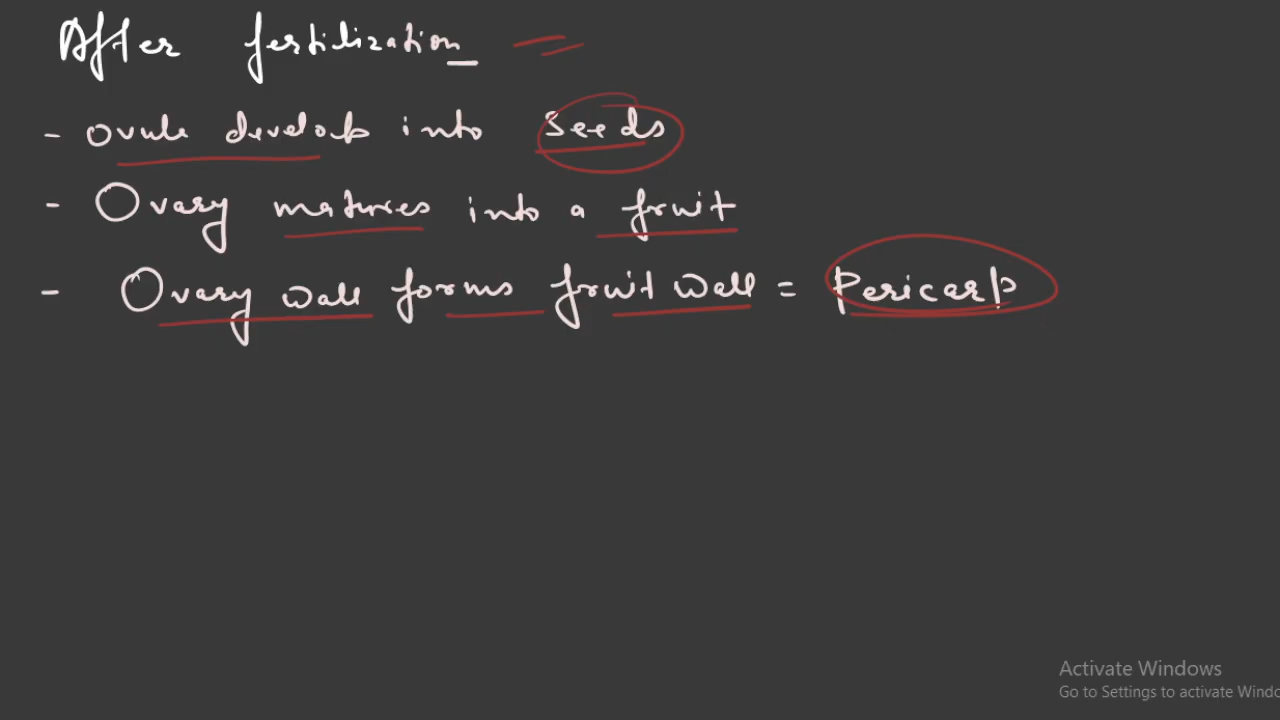 After fertilization
- Ovule develop into Seeds
- Ovary matures into a fruit
- Ovary wall forms fruit wall = Pericarp
Activate Windows
Go to Settings to activate Windo